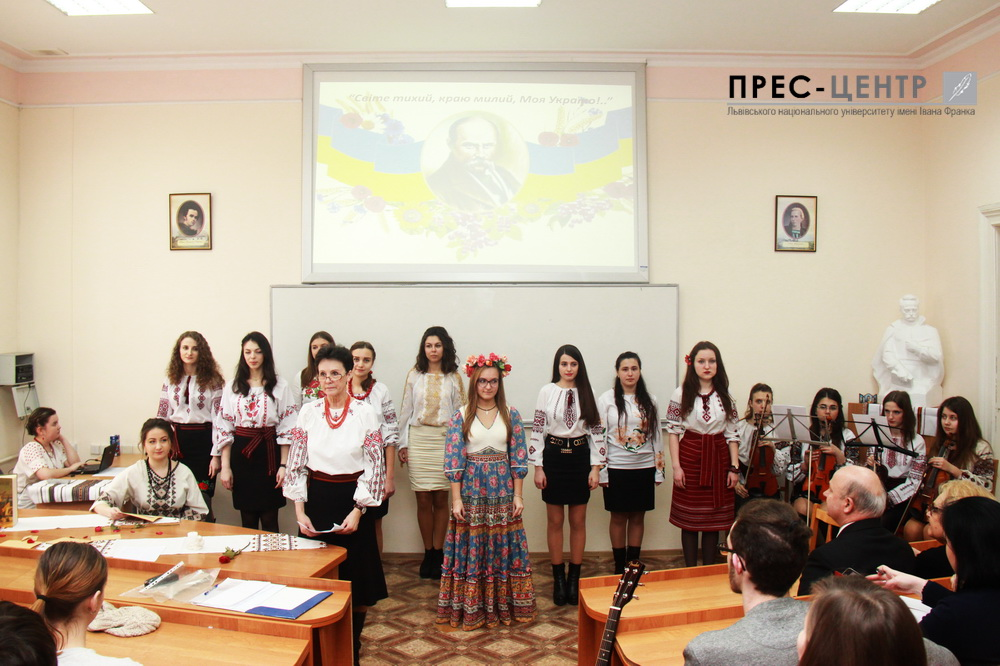 "Світе тихий, краю милий, Моя Україно!.."
ПРЕС-ЦЕНТР
Львівського національного університету імені Івана Франка